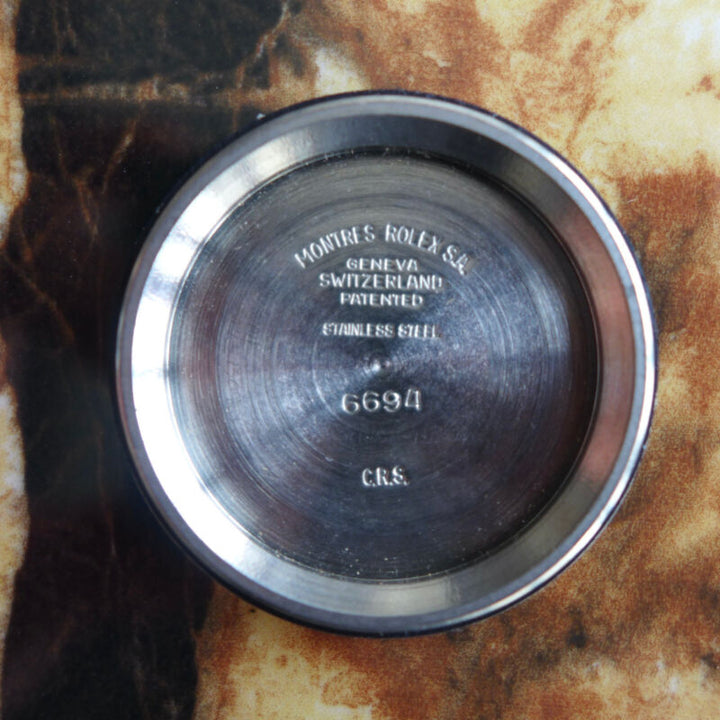 MONTRES ROLEX S.A.
GENEVA
SWITZERLAND
PATENTED
STAINLESS STEEL
6694
C.R.S.